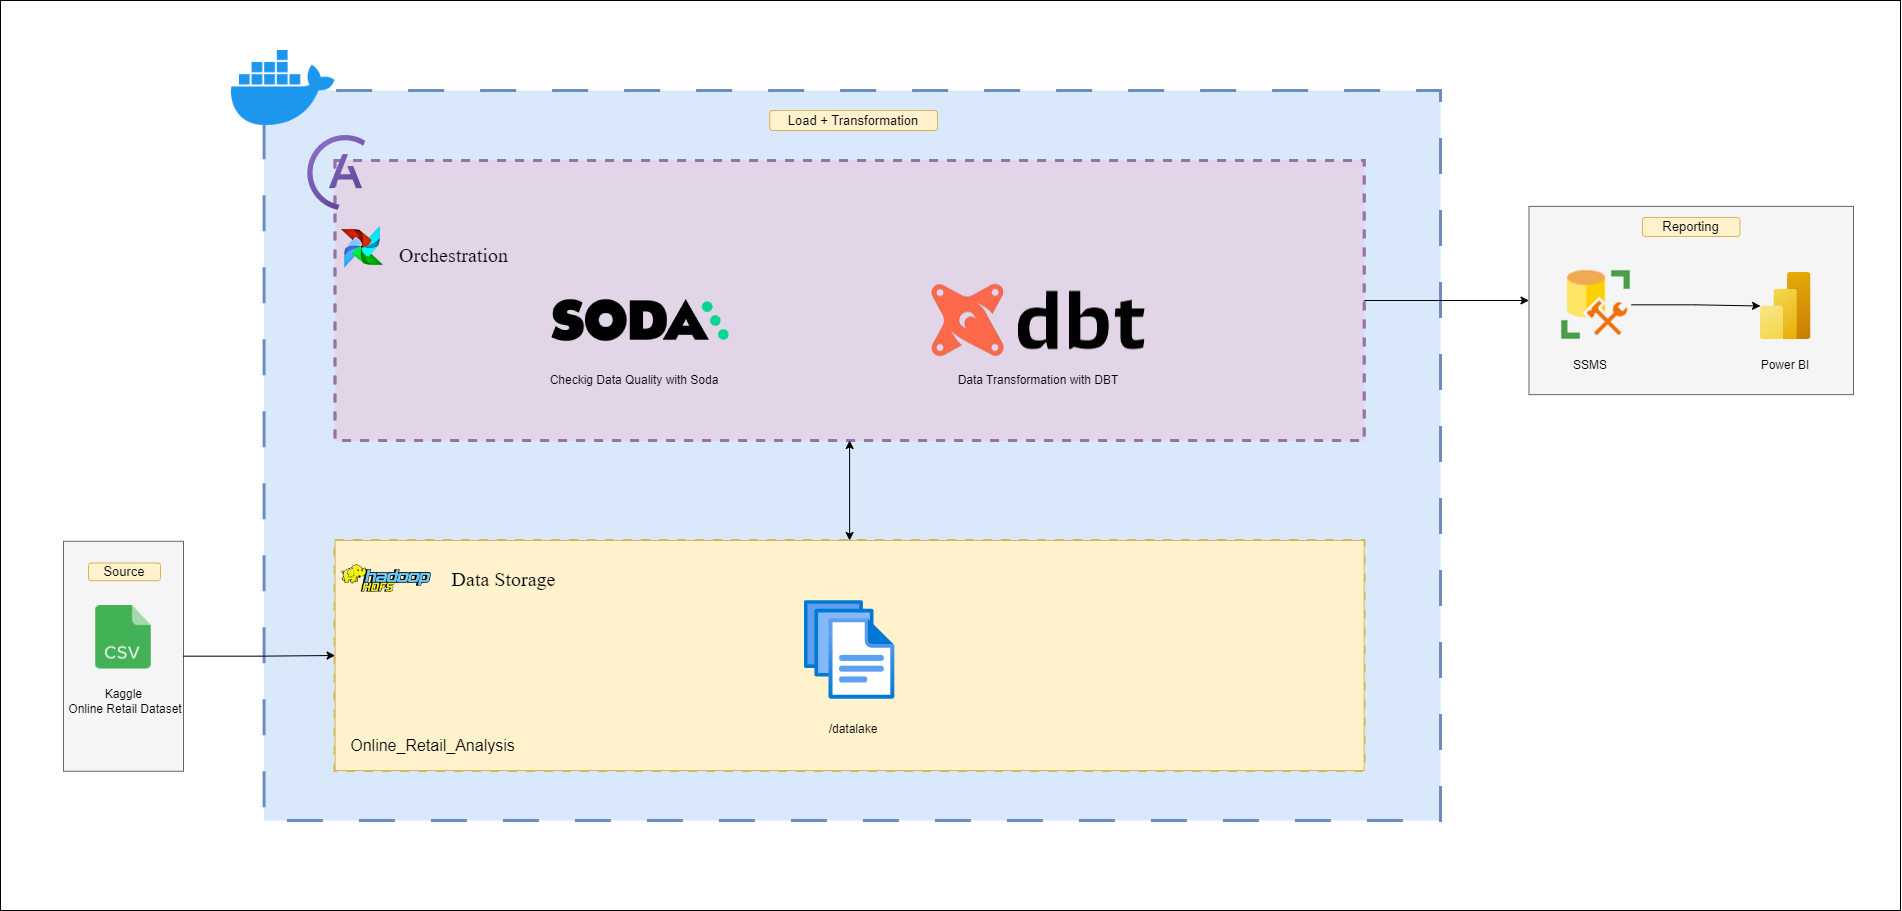 Load + Transformation
A
Orchestration
SODA
dbt
Checkig Data Quality with Soda
Data Transformation with DBT
Reporting
SSMS
Power BI
Source
CSV
Kaggle
Online Retail Dataset
hadoop
HDFS
Data Storage
/datalake
Online_Retail_Analysis